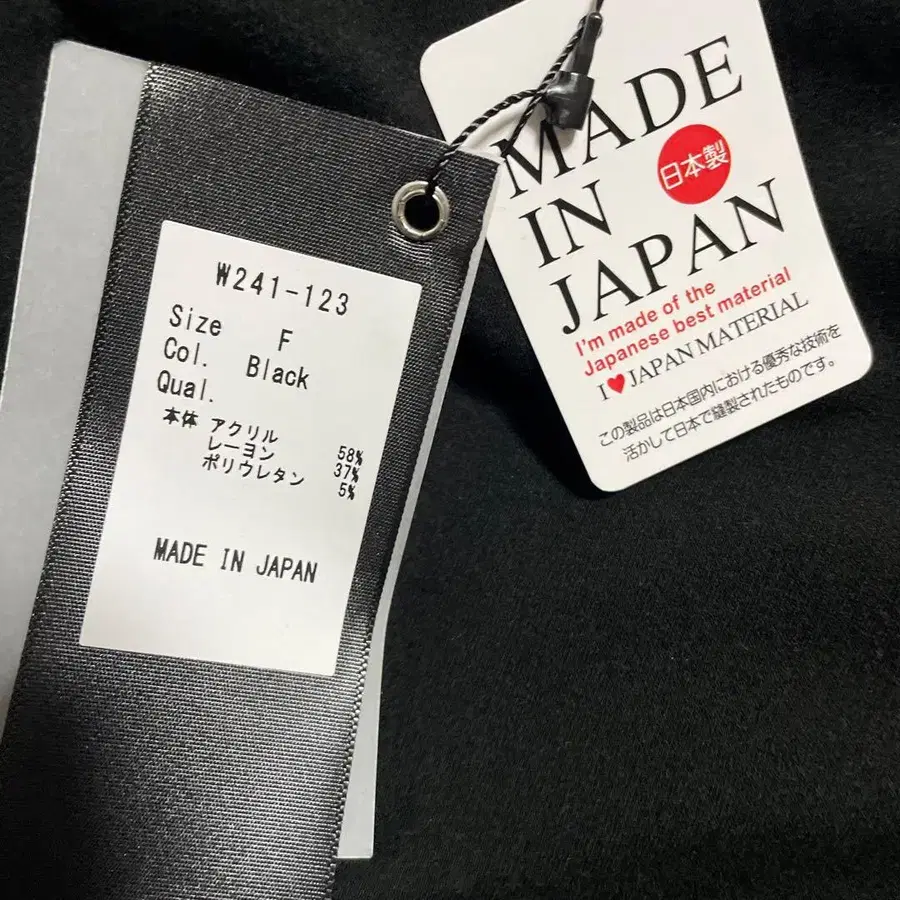 W241-123
Size F
Col. Black
Qual.
本体 アクリル 58%
レーヨン 37%
ポリウレタン 5%
MADE IN JAPAN
MADE
IN
JAPAN
日本製
I'm made of the
Japanese best material
I♥JAPAN MATERIAL
この製品は日本国内における優秀な技術を
活かして日本で縫製されたものです。